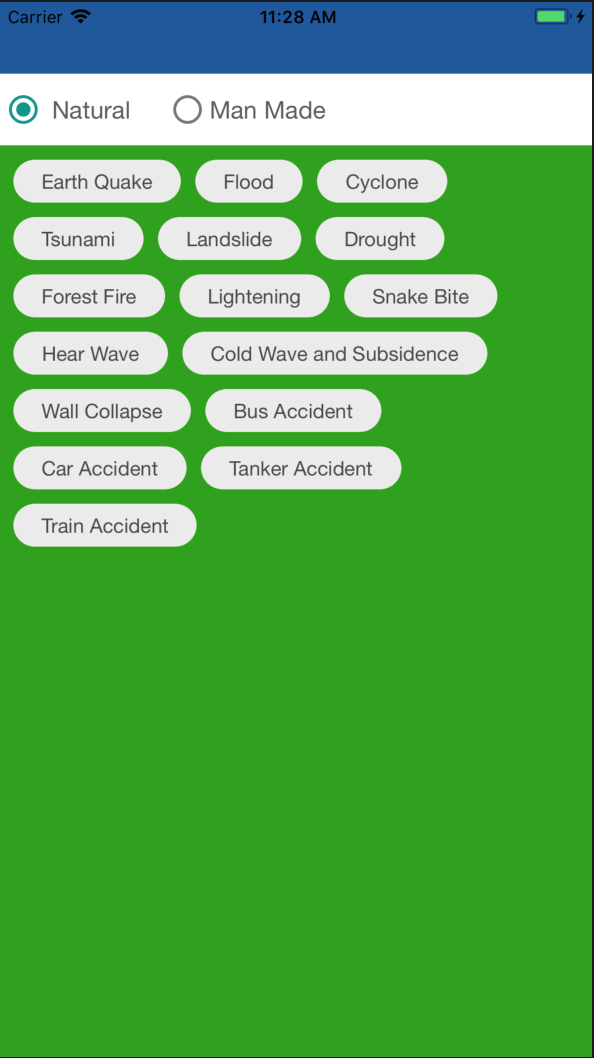 Carrier 11:28 AM
Natural Man Made
Earth Quake Flood Cyclone
Tsunami Landslide Drought
Forest Fire Lightening Snake Bite
Hear Wave Cold Wave and Subsidence
Wall Collapse Bus Accident
Car Accident Tanker Accident
Train Accident